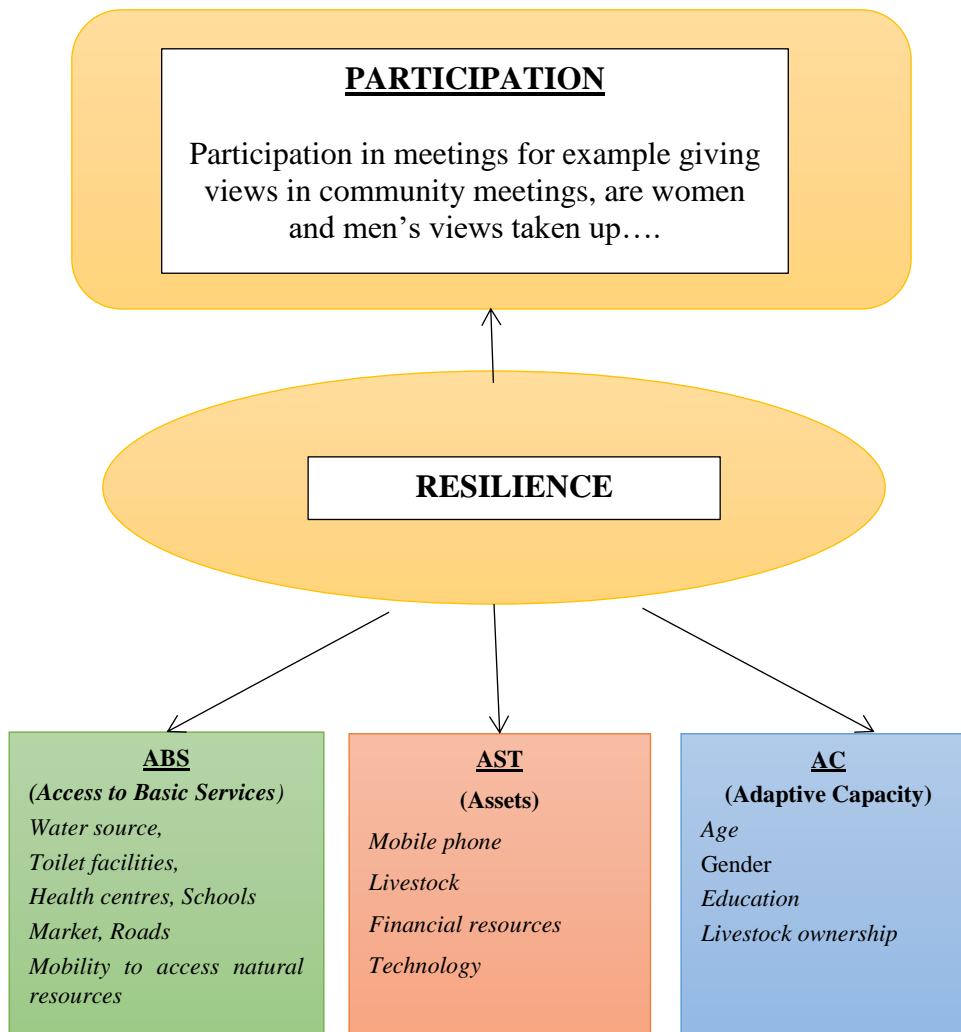 PARTICIPATION
Participation in meetings for example giving
views in community meetings, are women
and men’s views taken up….
RESILIENCE
ABS
(Access to Basic Services)
Water source,
Toilet facilities,
Health centres, Schools
Market, Roads
Mobility to access natural
resources
AST
(Assets)
Mobile phone
Livestock
Financial resources
Technology
AC
(Adaptive Capacity)
Age
Gender
Education
Livestock ownership